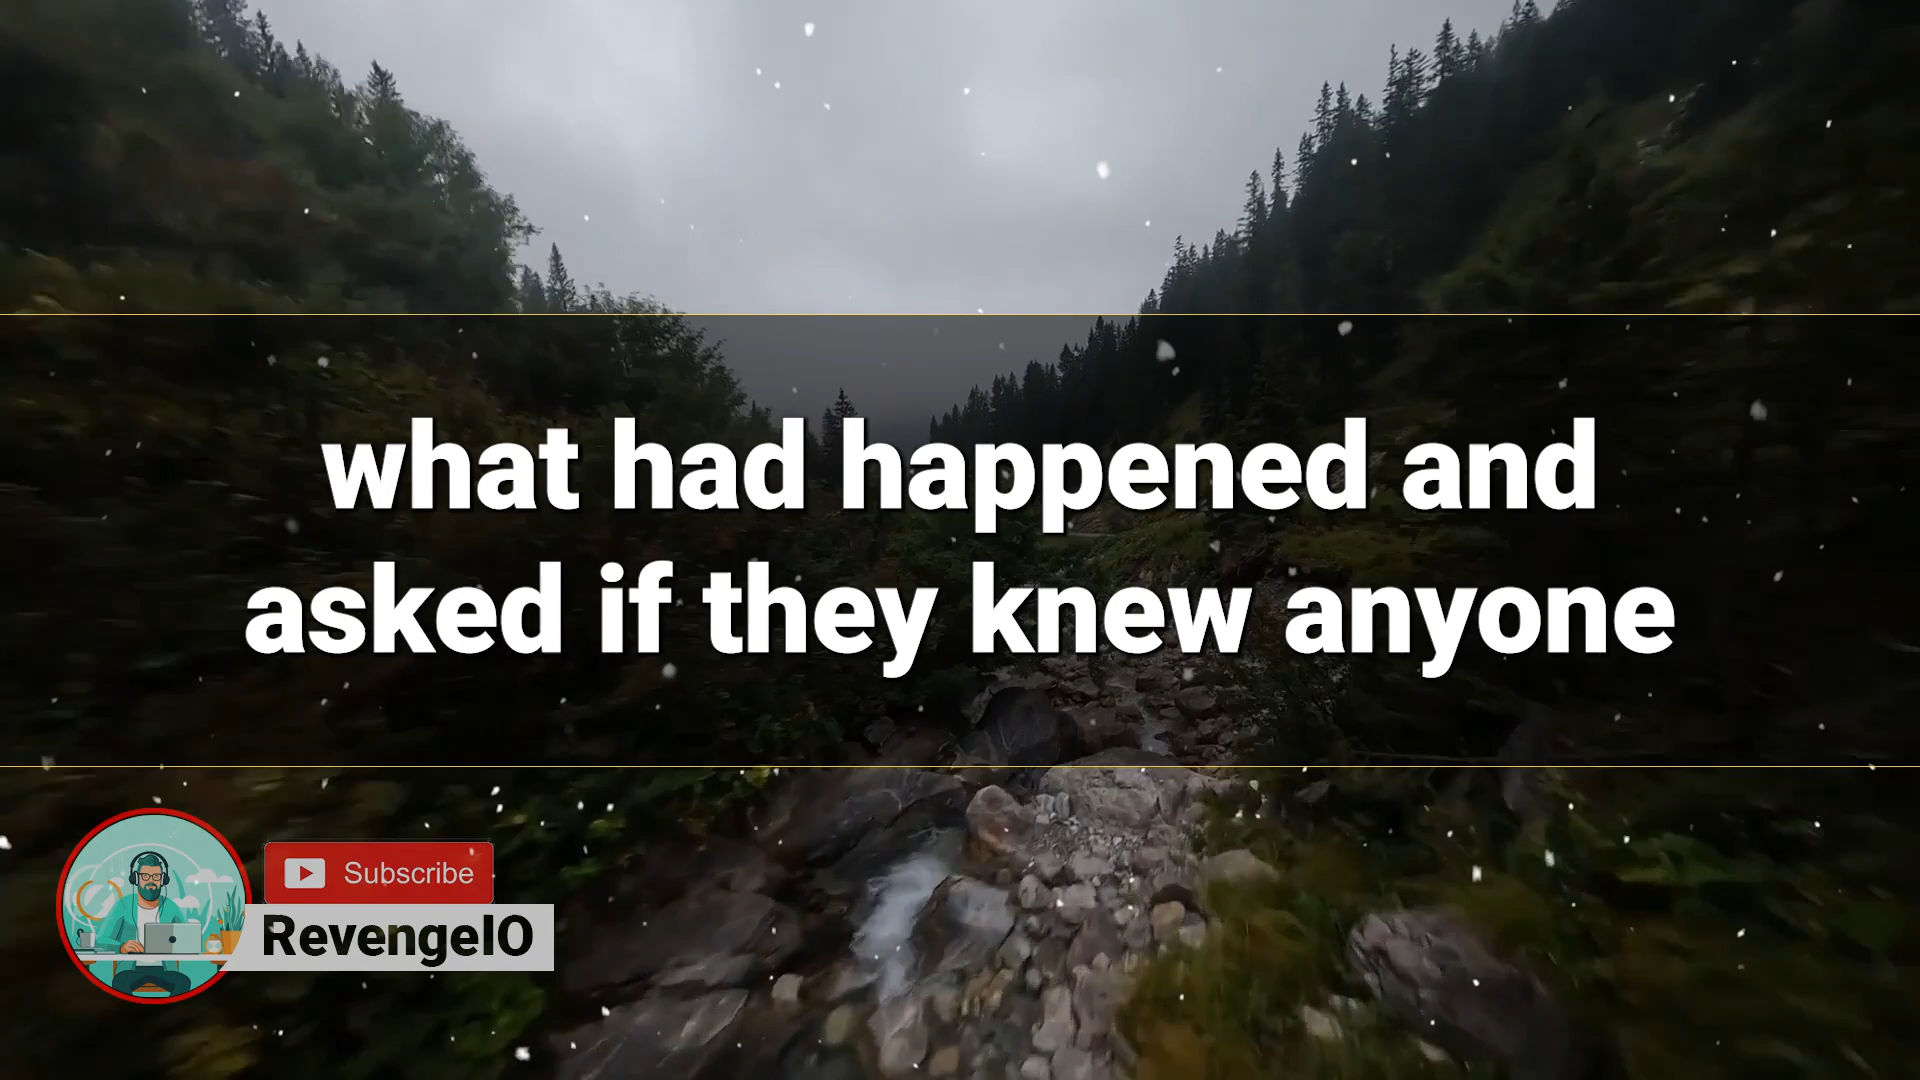 what had happened and
asked if they knew anyone
Subscribe
RevengeIO